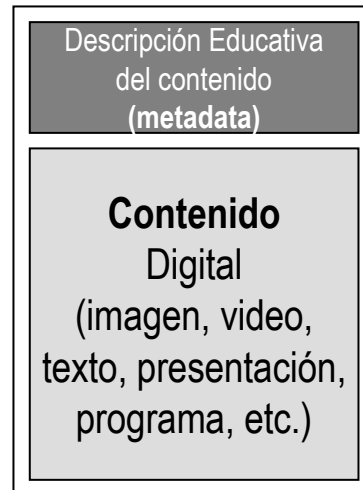 Descripción Educativa
del contenido
(metadata)
Contenido
Digital
(imagen, video,
texto, presentación,
programa, etc.)